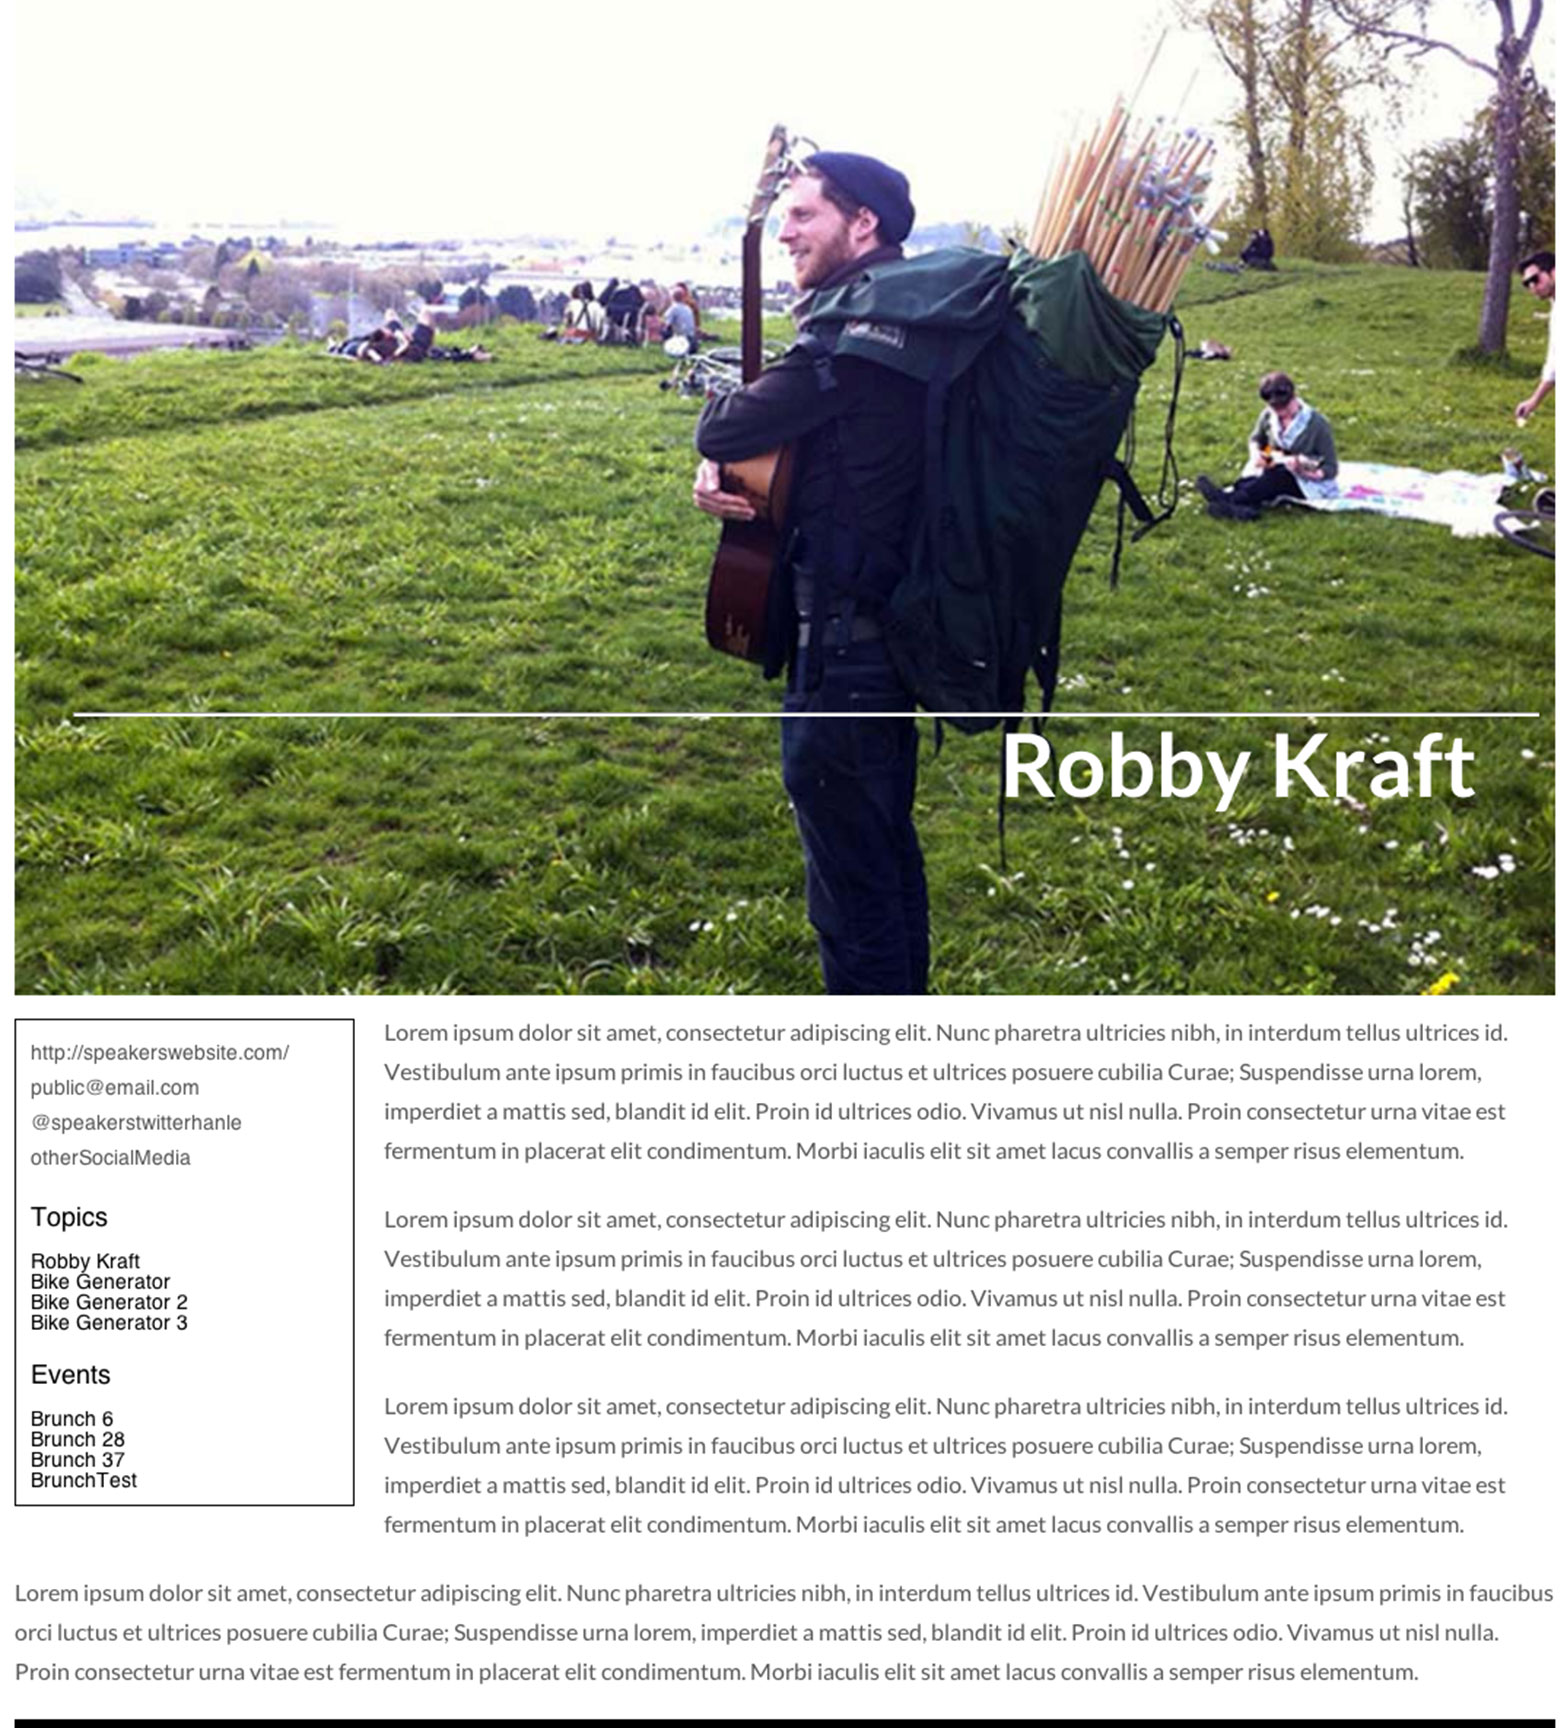 Robby Kraft
http://speakerswebsite.com/
public@email.com
@speakerstwitterhanle
otherSocialMedia
Topics
Robby Kraft
Bike Generator
Bike Generator 2
Bike Generator 3
Events
Brunch 6
Brunch 28
Brunch 37
BrunchTest
Lorem ipsum dolor sit amet, consectetur adipiscing elit. Nunc pharetra ultricies nibh, in interdum tellus ultrices id.
Vestibulum ante ipsum primis in faucibus orci luctus et ultrices posuere cubilia Curae; Suspendisse urna lorem,
imperdiet a mattis sed, blandit id elit. Proin id ultrices odio. Vivamus ut nisl nulla. Proin consectetur urna vitae est
fermentum in placerat elit condimentum. Morbi iaculis elit sit amet lacus convallis a semper risus elementum.
Lorem ipsum dolor sit amet, consectetur adipiscing elit. Nunc pharetra ultricies nibh, in interdum tellus ultrices id.
Vestibulum ante ipsum primis in faucibus orci luctus et ultrices posuere cubilia Curae; Suspendisse urna lorem,
imperdiet a mattis sed, blandit id elit. Proin id ultrices odio. Vivamus ut nisl nulla. Proin consectetur urna vitae est
fermentum in placerat elit condimentum. Morbi iaculis elit sit amet lacus convallis a semper risus elementum.
Lorem ipsum dolor sit amet, consectetur adipiscing elit. Nunc pharetra ultricies nibh, in interdum tellus ultrices id.
Vestibulum ante ipsum primis in faucibus orci luctus et ultrices posuere cubilia Curae; Suspendisse urna lorem,
imperdiet a mattis sed, blandit id elit. Proin id ultrices odio. Vivamus ut nisl nulla. Proin consectetur urna vitae est
fermentum in placerat elit condimentum. Morbi iaculis elit sit amet lacus convallis a semper risus elementum.
Lorem ipsum dolor sit amet, consectetur adipiscing elit. Nunc pharetra ultricies nibh, in interdum tellus ultrices id. Vestibulum ante ipsum primis in faucibus
orci luctus et ultrices posuere cubilia Curae; Suspendisse urna lorem, imperdiet a mattis sed, blandit id elit. Proin id ultrices odio. Vivamus ut nisl nulla.
Proin consectetur urna vitae est fermentum in placerat elit condimentum. Morbi iaculis elit sit amet lacus convallis a semper risus elementum.